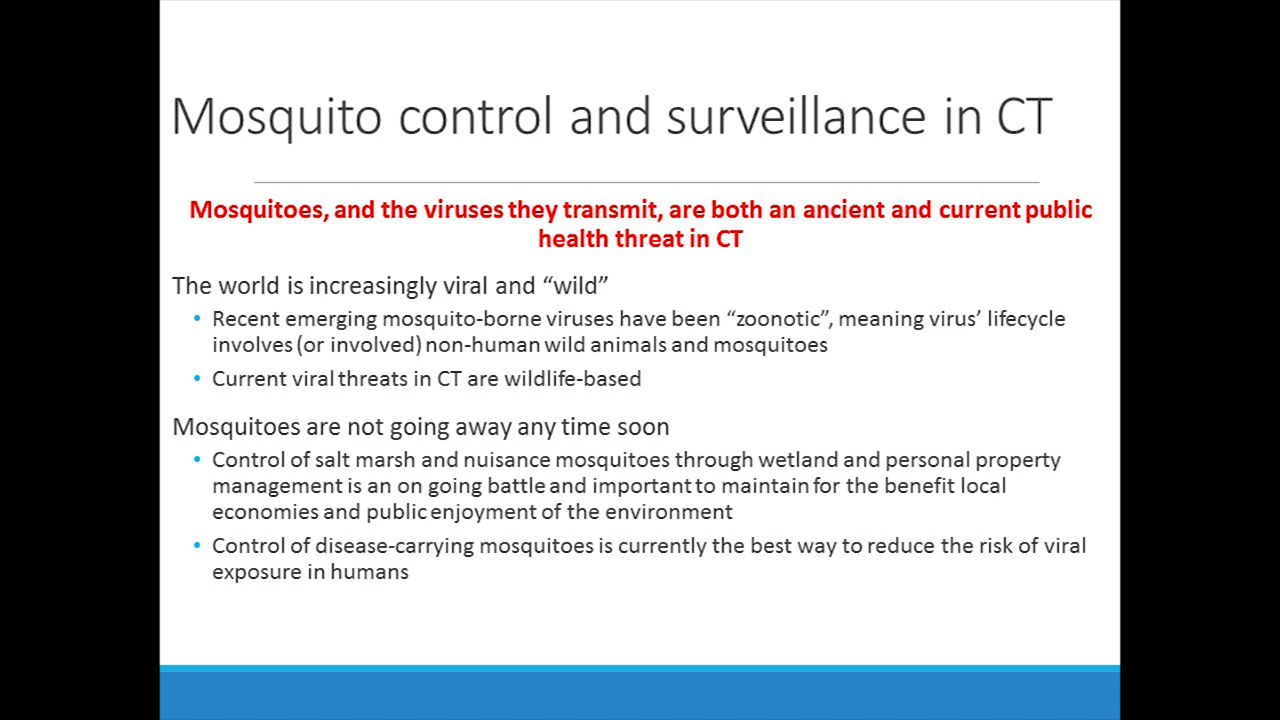 Mosquito control and surveillance in CT
Mosquitoes, and the viruses they transmit, are both an ancient and current public
health threat in CT
The world is increasingly viral and “wild”
• Recent emerging mosquito-borne viruses have been “zoonotic”, meaning virus’ lifecycle
involves (or involved) non-human wild animals and mosquitoes
• Current viral threats in CT are wildlife-based
Mosquitoes are not going away any time soon
• Control of salt marsh and nuisance mosquitoes through wetland and personal property
management is an on going battle and important to maintain for the benefit local
economies and public enjoyment of the environment
• Control of disease-carrying mosquitoes is currently the best way to reduce the risk of viral
exposure in humans